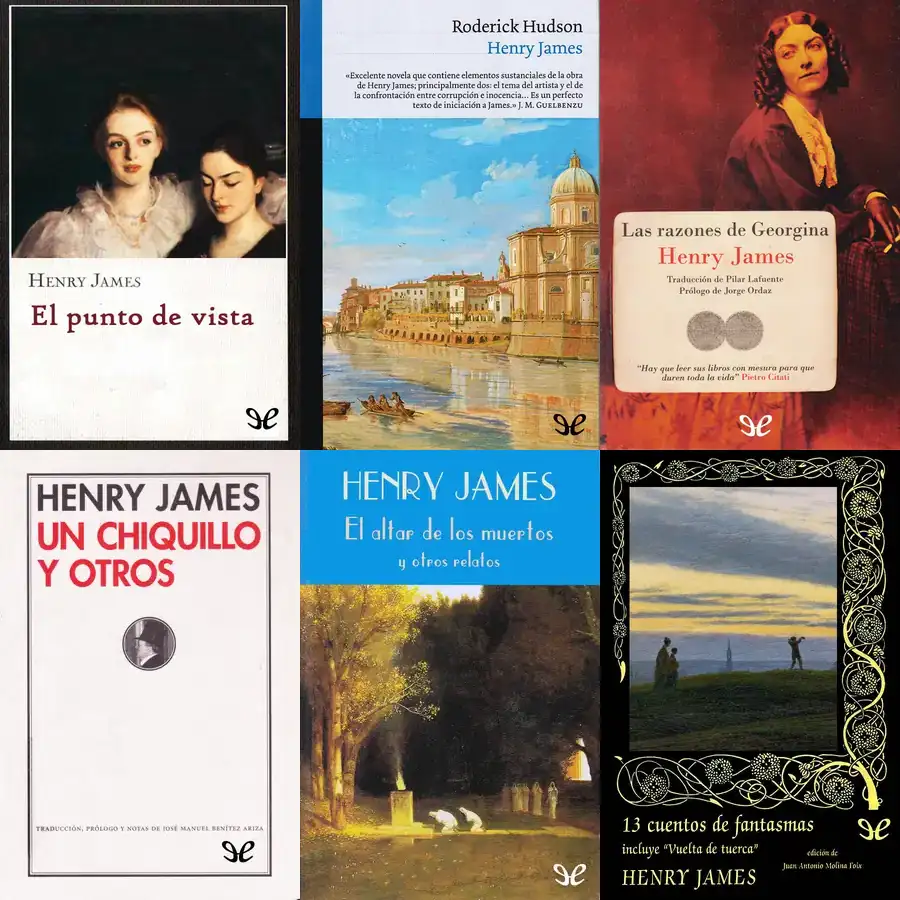 HENRY JAMES
El punto de vista
Roderick Hudson
Henry James
«Excelente novela que contiene elementos sustanciales de la obra
de Henry James; principalmente dos: el tema del artista y el de
la confrontación entre corrupción e inocencia... Es un perfecto
texto de iniciación a James.» J. M. GUELBENZU
Las razones de Georgina
Henry James
Traducción de Pilar Lafuente
Prólogo de Jorge Ordaz
"Hay que leer sus libros con mesura para que
duren toda la vida" Pietro Citati
HENRY JAMES
UN CHIQUILLO
Y OTROS
TRADUCCIÓN, PRÓLOGO Y NOTAS DE JOSÉ MANUEL BENÍTEZ ARIZA
HENRY JAMES
El altar de los muertos
y otros relatos
13 cuentos de fantasmas
incluye "Vuelta de tuerca"
HENRY JAMES
edición de
Juan Antonio Molina Foix